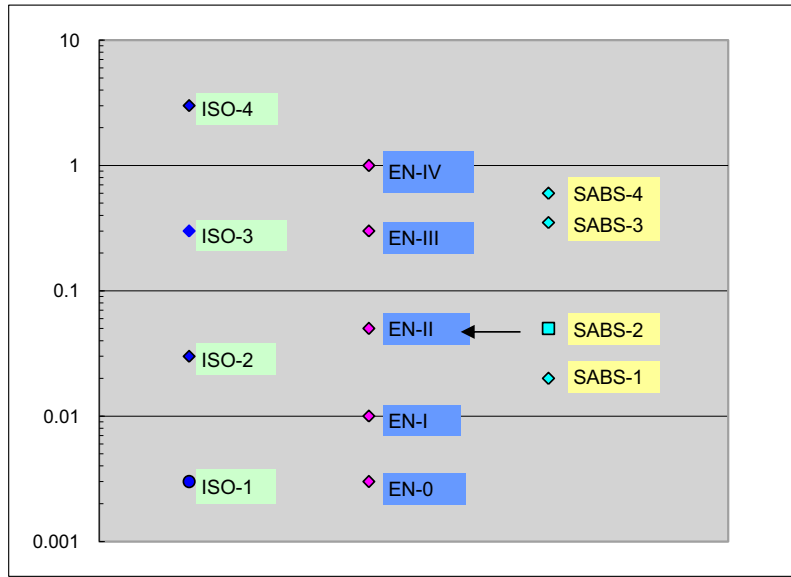 10
ISO-4
1
EN-IV
SABS-4
SABS-3
ISO-3
EN-III
0.1
EN-II
SABS-2
ISO-2
SABS-1
0.01
EN-I
ISO-1
EN-0
0.001